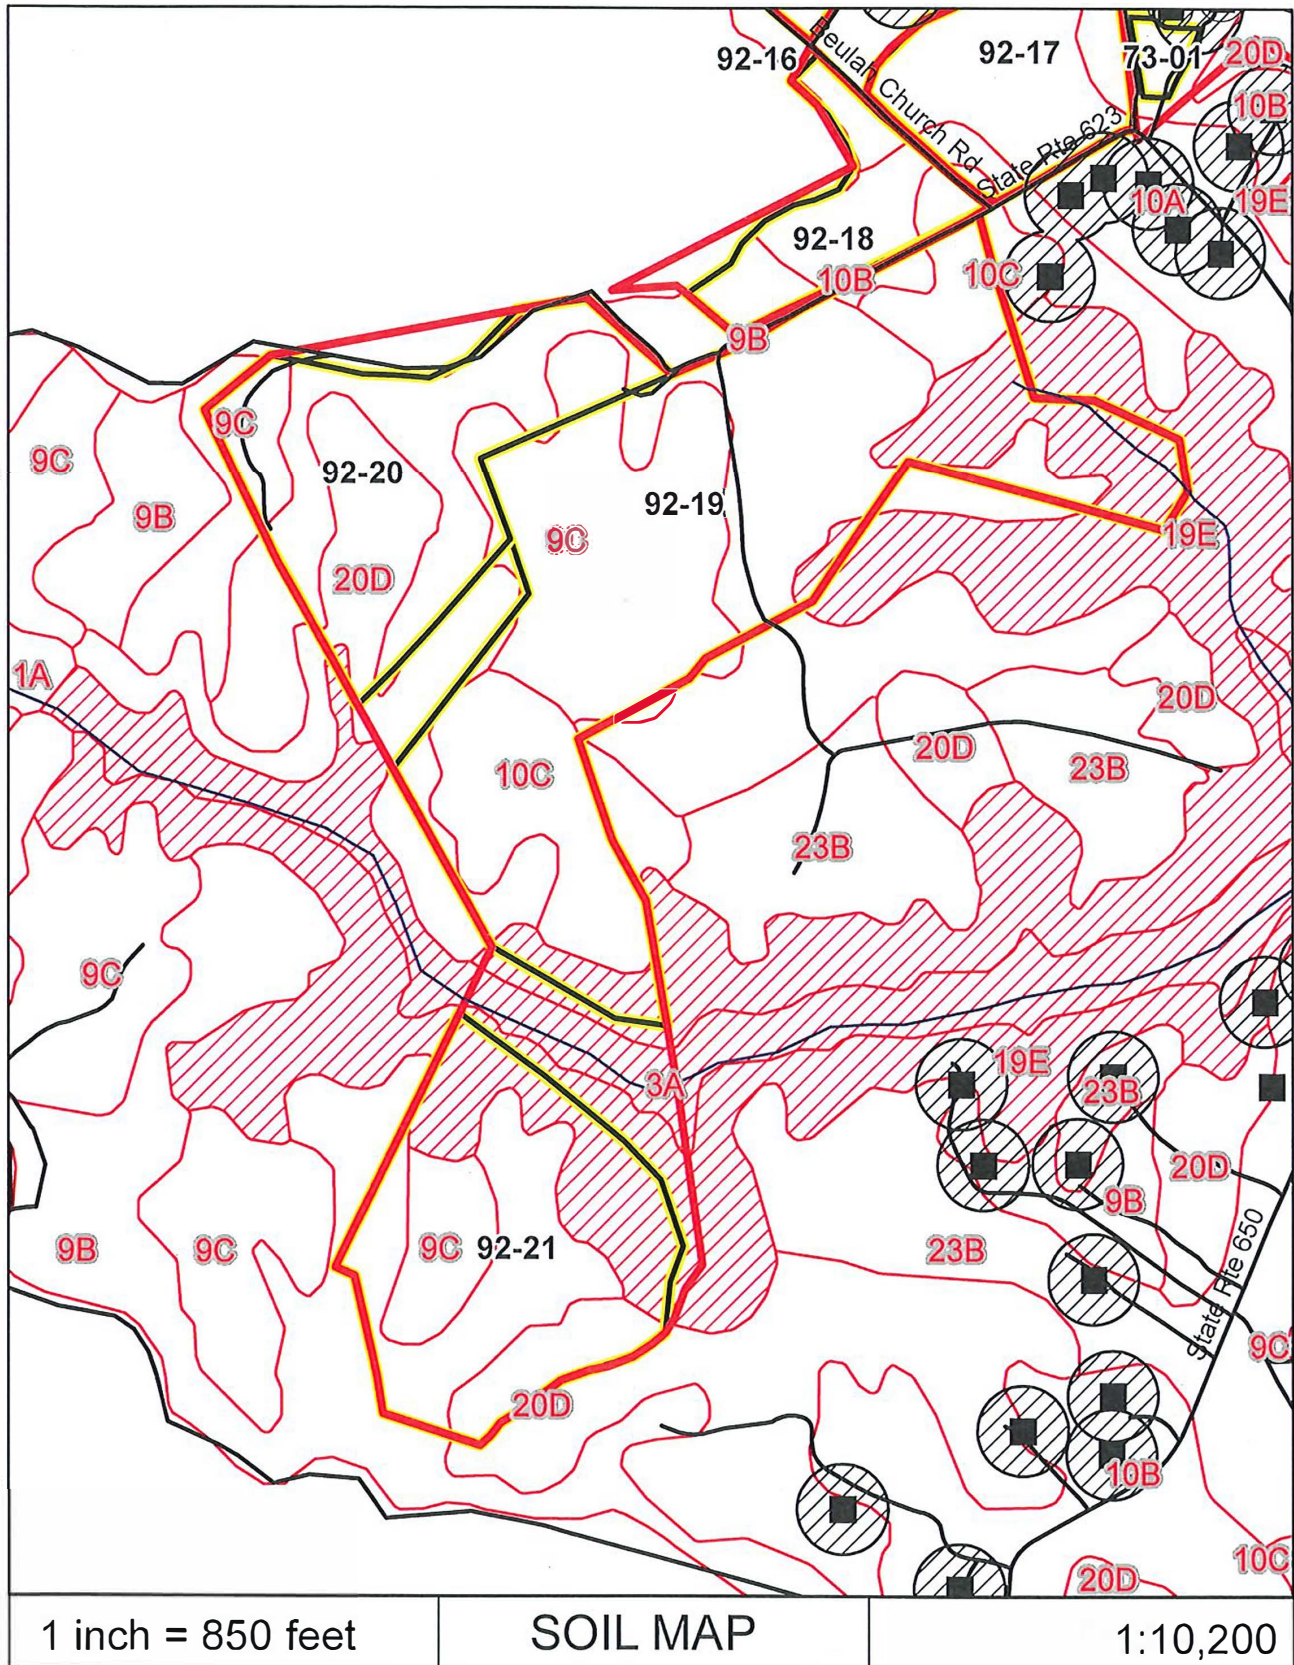 92-16
92-17
73-01
20D
Beulah Church Rd
10B
State Rte 623
10A
19E
92-18
10B
10C
9B
9C
9C
92-20
92-19
9B
9C
19E
20D
1A
20D
20D
10C
23B
23B
9C
3A
19E
23B
20D
9B
9B
9C
9C
92-21
23B
State Rte 650
9C
20D
10B
10C
20D
1 inch = 850 feet
SOIL MAP
1:10,200